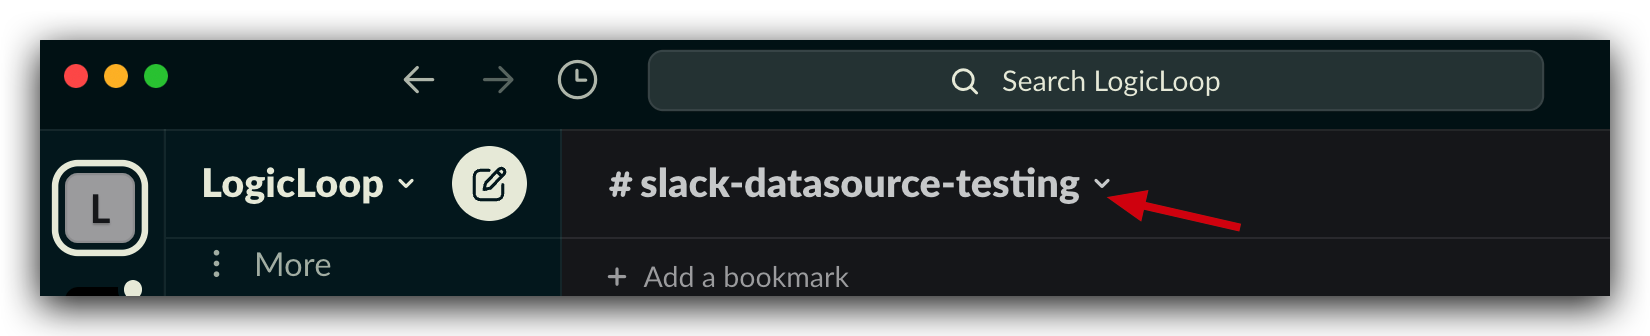 Search LogicLoop
L
LogicLoop
# slack-datasource-testing
More
+ Add a bookmark